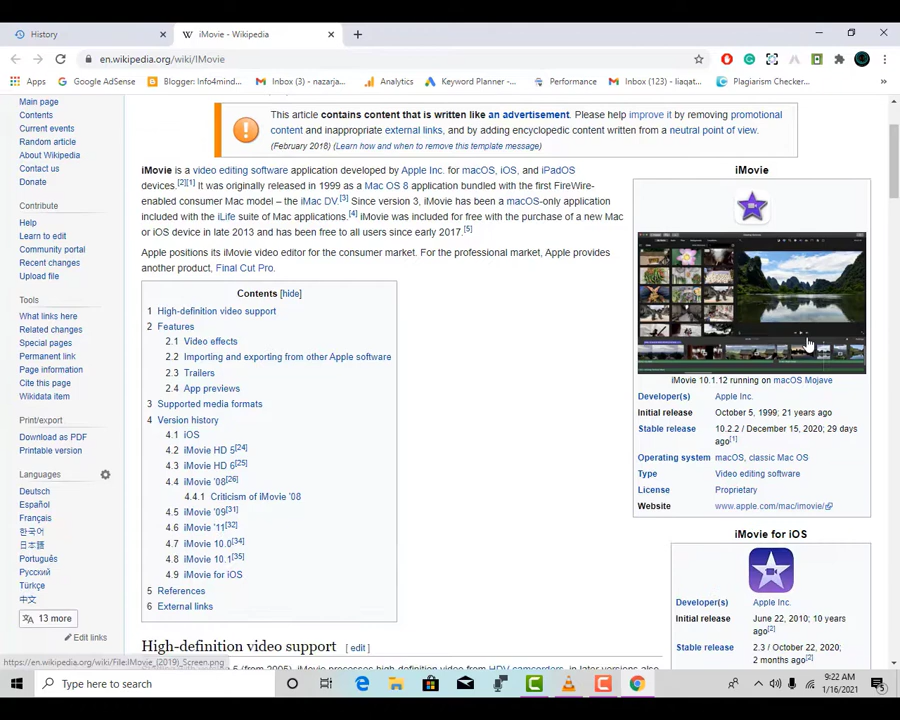 History
iMovie - Wikipedia
en.wikipedia.org/wiki/IMovie
Apps
Google AdSense
Blogger: Info4mind...
Inbox (3) - nazarja...
Analytics
Keyword Planner -...
Performance
Inbox (123) - liaqat...
Plagiarism Checker...
Main page
Contents
Current events
Random article
About Wikipedia
Contact us
Donate
Contribute
Help
Learn to edit
Community portal
Recent changes
Upload file
Tools
What links here
Related changes
Special pages
Permanent link
Page information
Cite this page
Wikidata item
Print/export
Download as PDF
Printable version
Languages
Deutsch
Español
Français
한국어
日本語
Português
Русский
Türkçe
中文
13 more
Edit links
This article contains content that is written like an advertisement. Please help improve it by removing promotional
content and inappropriate external links, and by adding encyclopedic content written from a neutral point of view.
(February 2018) (Learn how and when to remove this template message)
iMovie is a video editing software application developed by Apple Inc. for macOS, iOS, and iPadOS
devices.[2][1] It was originally released in 1999 as a Mac OS 8 application bundled with the first FireWire-
enabled consumer Mac model – the iMac DV.[3] Since version 3, iMovie has been a macOS-only application
included with the iLife suite of Mac applications.[4] iMovie was included for free with the purchase of a new Mac
or iOS device in late 2013 and has been free to all users since early 2017.[5]
Apple positions its iMovie video editor for the consumer market. For the professional market, Apple provides
another product, Final Cut Pro.
Contents [hide]
1 High-definition video support
2 Features
2.1 Video effects
2.2 Importing and exporting from other Apple software
2.3 Trailers
2.4 App previews
3 Supported media formats
4 Version history
4.1 iOS
4.2 iMovie HD 5[24]
4.3 iMovie HD 6[25]
4.4 iMovie '08[26]
4.4.1 Criticism of iMovie '08
4.5 iMovie '09[31]
4.6 iMovie '11[32]
4.7 iMovie 10.0[34]
4.8 iMovie 10.1[35]
4.9 iMovie for iOS
5 References
6 External links
High-definition video support [ edit ]
iMovie
iMovie 10.1.12 running on macOS Mojave
Developer(s) Apple Inc.
Initial release October 5, 1999; 21 years ago
Stable release 10.2.2 / December 15, 2020; 29 days
ago[1]
Operating system macOS, classic Mac OS
Type Video editing software
License Proprietary
Website www.apple.com/mac/imovie/
iMovie for iOS
Developer(s) Apple Inc.
Initial release June 22, 2010; 10 years
ago[2]
Stable release 2.3 / October 22, 2020;
2 months ago[2]
https://en.wikipedia.org/wiki/File:IMovie_(2019)_Screen.png
Type here to search
9:22 AM
1/16/2021
5